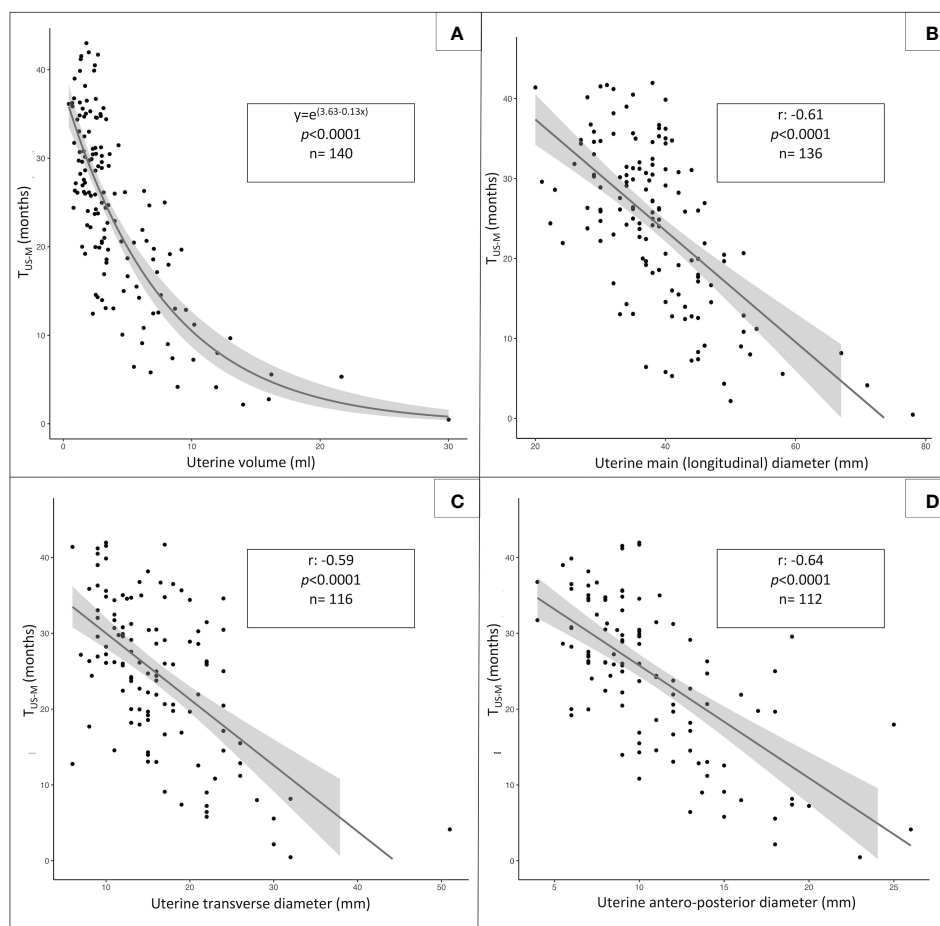 A
y=e(3.63-0.13x)
p<0.0001
n= 140
TUS-M (months)
40
30
20
10
0
0
10
20
30
Uterine volume (ml)
B
r: -0.61
p<0.0001
n= 136
TUS-M (months)
40
30
20
10
0
20
40
60
80
Uterine main (longitudinal) diameter (mm)
C
r: -0.59
p<0.0001
n= 116
TUS-M (months)
40
30
20
10
0
10
20
30
40
50
Uterine transverse diameter (mm)
D
r: -0.64
p<0.0001
n= 112
TUS-M (months)
40
30
20
10
0
5
10
15
20
25
Uterine antero-posterior diameter (mm)